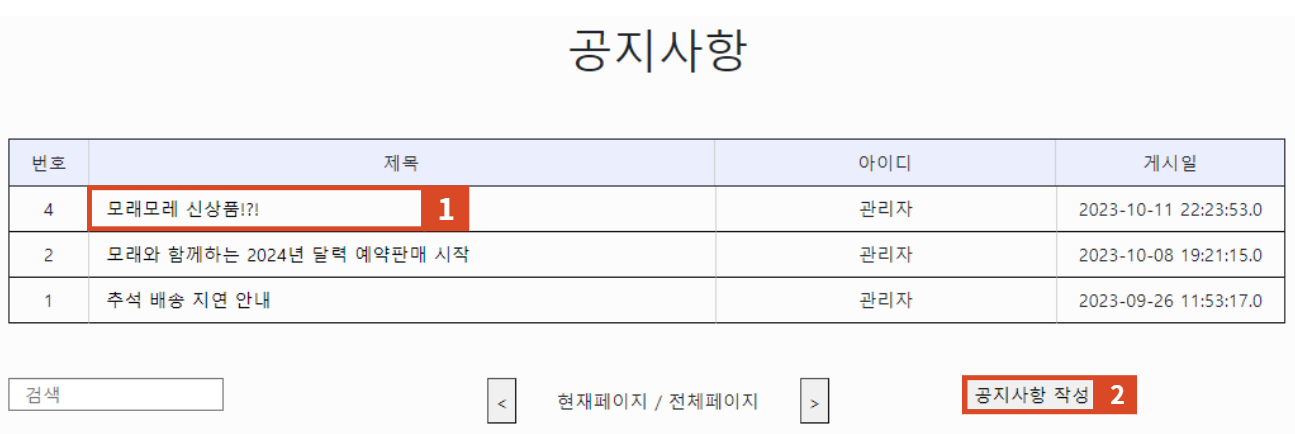 공지사항
번호 제목 아이디 게시일
4 모래모레 신상품!?! 1 관리자 2023-10-11 22:23:53.0
2 모래와 함께하는 2024년 달력 예약판매 시작 관리자 2023-10-08 19:21:15.0
1 추석 배송 지연 안내 관리자 2023-09-26 11:53:17.0
검색 < 현재페이지 / 전체페이지 > 공지사항 작성 2